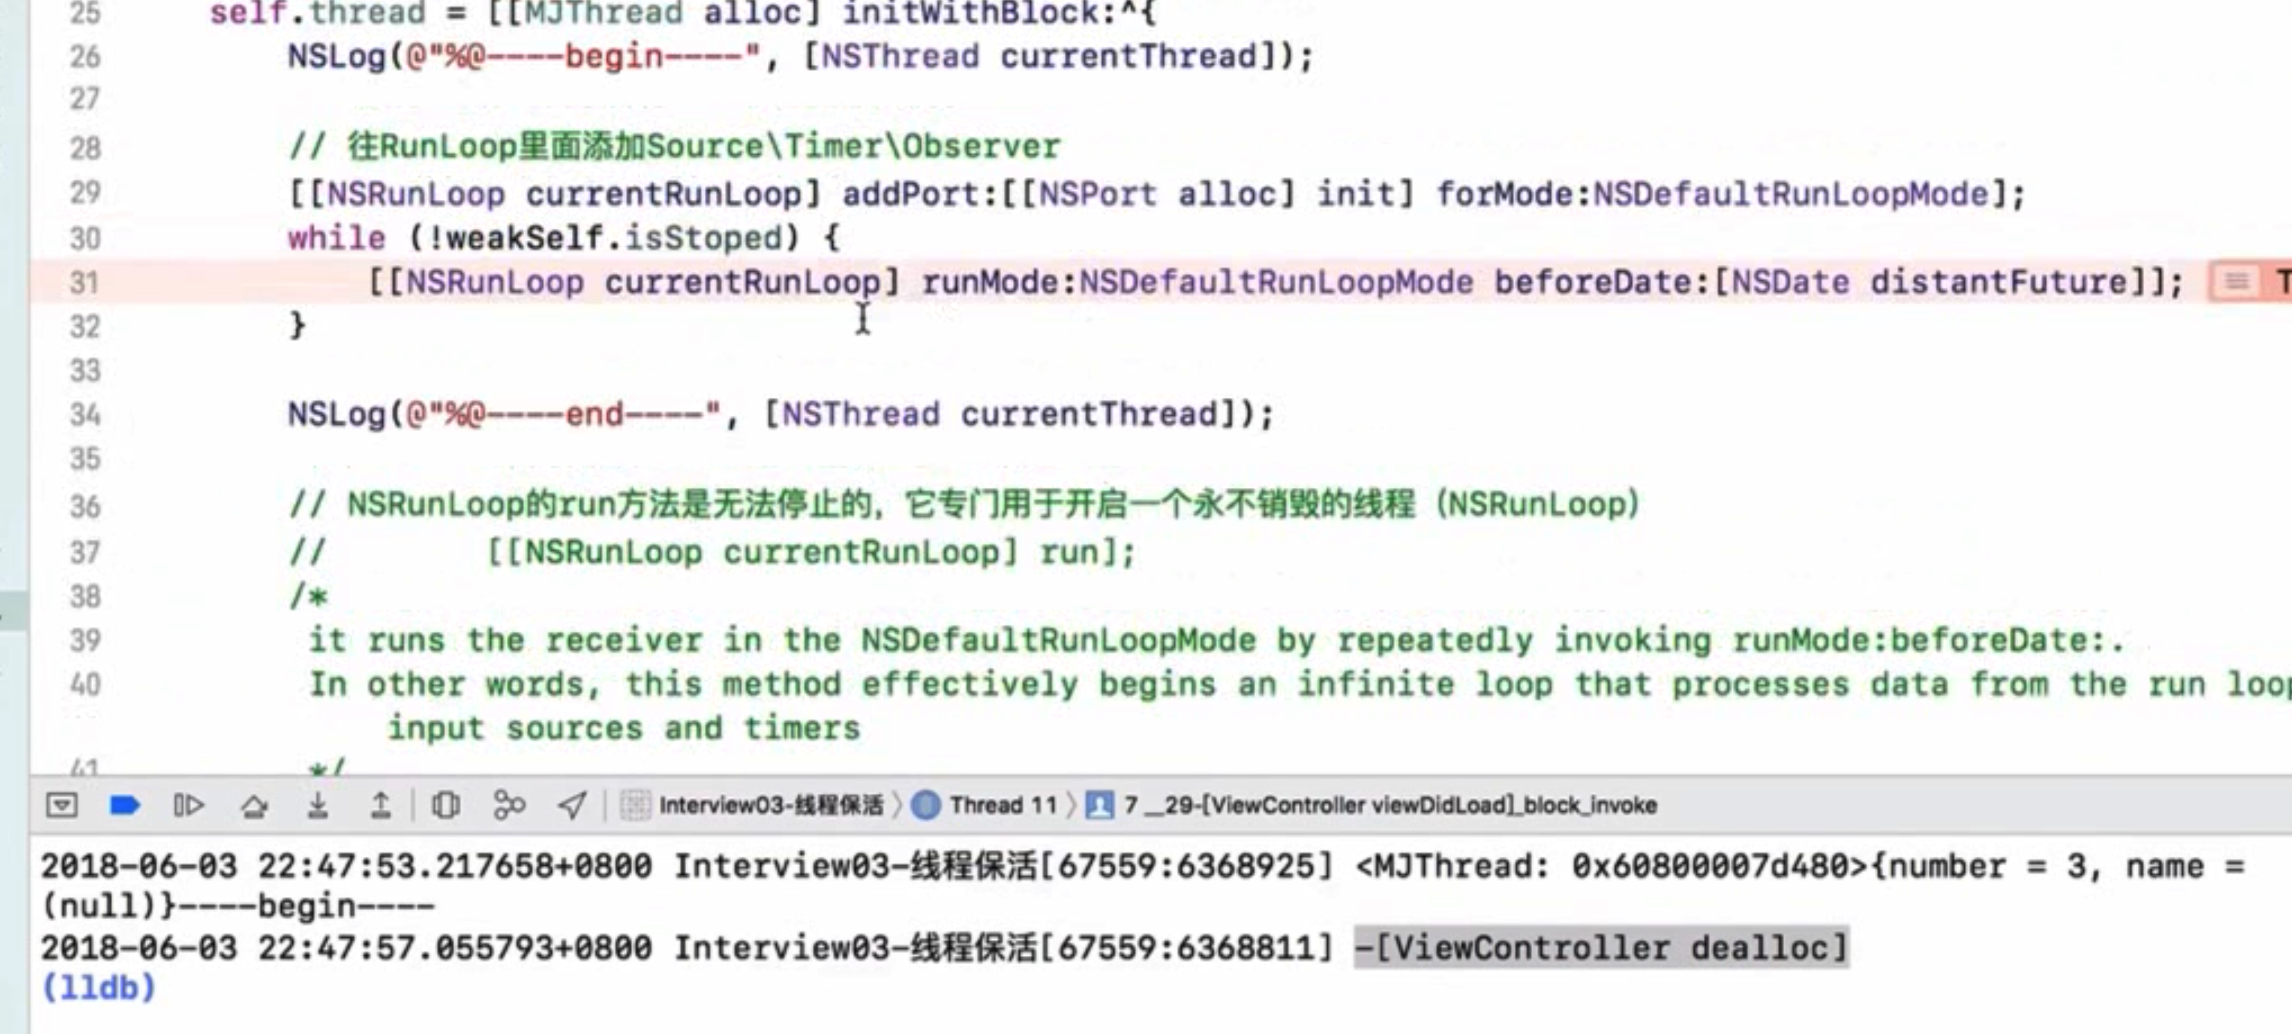 25 self.thread = [[MJThread alloc] initWithBlock:^{
26 NSLog(@"%@----begin----", [NSThread currentThread]);
27
28 // 往RunLoop里面添加Source\Timer\Observer
29 [[NSRunLoop currentRunLoop] addPort:[[NSPort alloc] init] forMode:NSDefaultRunLoopMode];
30 while (!weakSelf.isStoped) {
31 [[NSRunLoop currentRunLoop] runMode:NSDefaultRunLoopMode beforeDate:[NSDate distantFuture]]; T
32 }
33
34 NSLog(@"%@----end----", [NSThread currentThread]);
35
36 // NSRunLoop的run方法是无法停止的，它专门用于开启一个永不销毁的线程（NSRunLoop）
37 // [[NSRunLoop currentRunLoop] run];
38 /*
39 it runs the receiver in the NSDefaultRunLoopMode by repeatedly invoking runMode:beforeDate:.
40 In other words, this method effectively begins an infinite loop that processes data from the run loop
input sources and timers
41 */
Interview03-线程保活 〉 Thread 11 〉 7 __29-[ViewController viewDidLoad]_block_invoke
2018-06-03 22:47:53.217658+0800 Interview03-线程保活[67559:6368925] <MJThread: 0x60800007d480>{number = 3, name =
(null)}----begin----
2018-06-03 22:47:57.055793+0800 Interview03-线程保活[67559:6368811] -[ViewController dealloc]
(lldb)